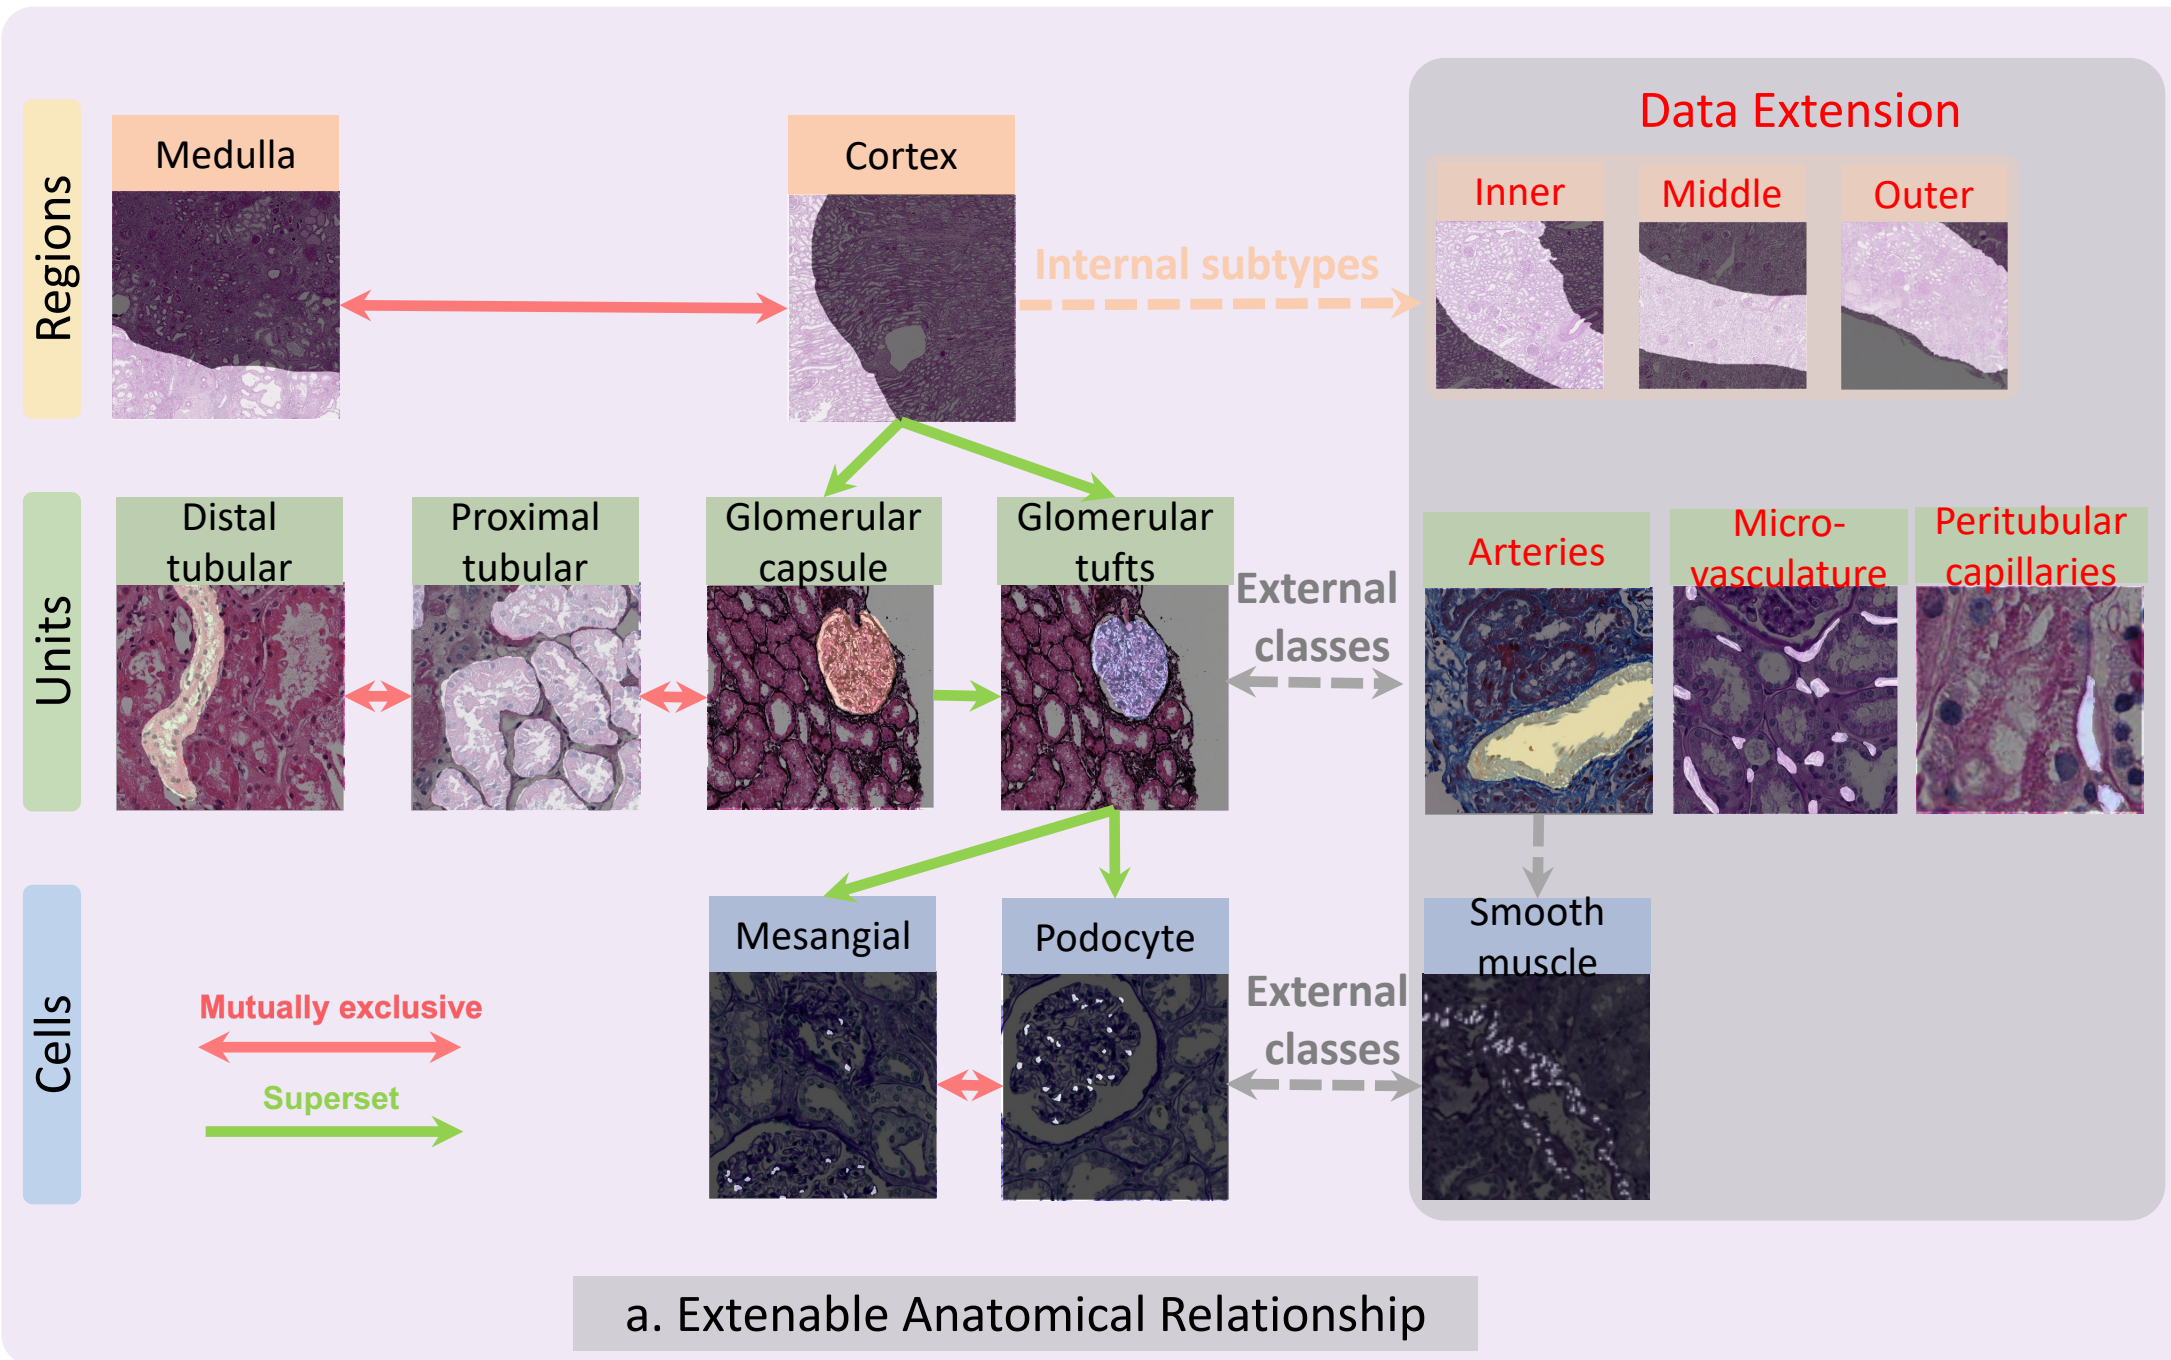 Data Extension
Regions
Medulla
Cortex
Internal subtypes
Inner
Middle
Outer
Units
Distal
tubular
Proximal
tubular
Glomerular
capsule
Glomerular
tufts
External
classes
Arteries
Micro-
vasculature
Peritubular
capillaries
Cells
Mutually exclusive
Superset
Mesangial
Podocyte
External
classes
Smooth
muscle
a. Extenable Anatomical Relationship